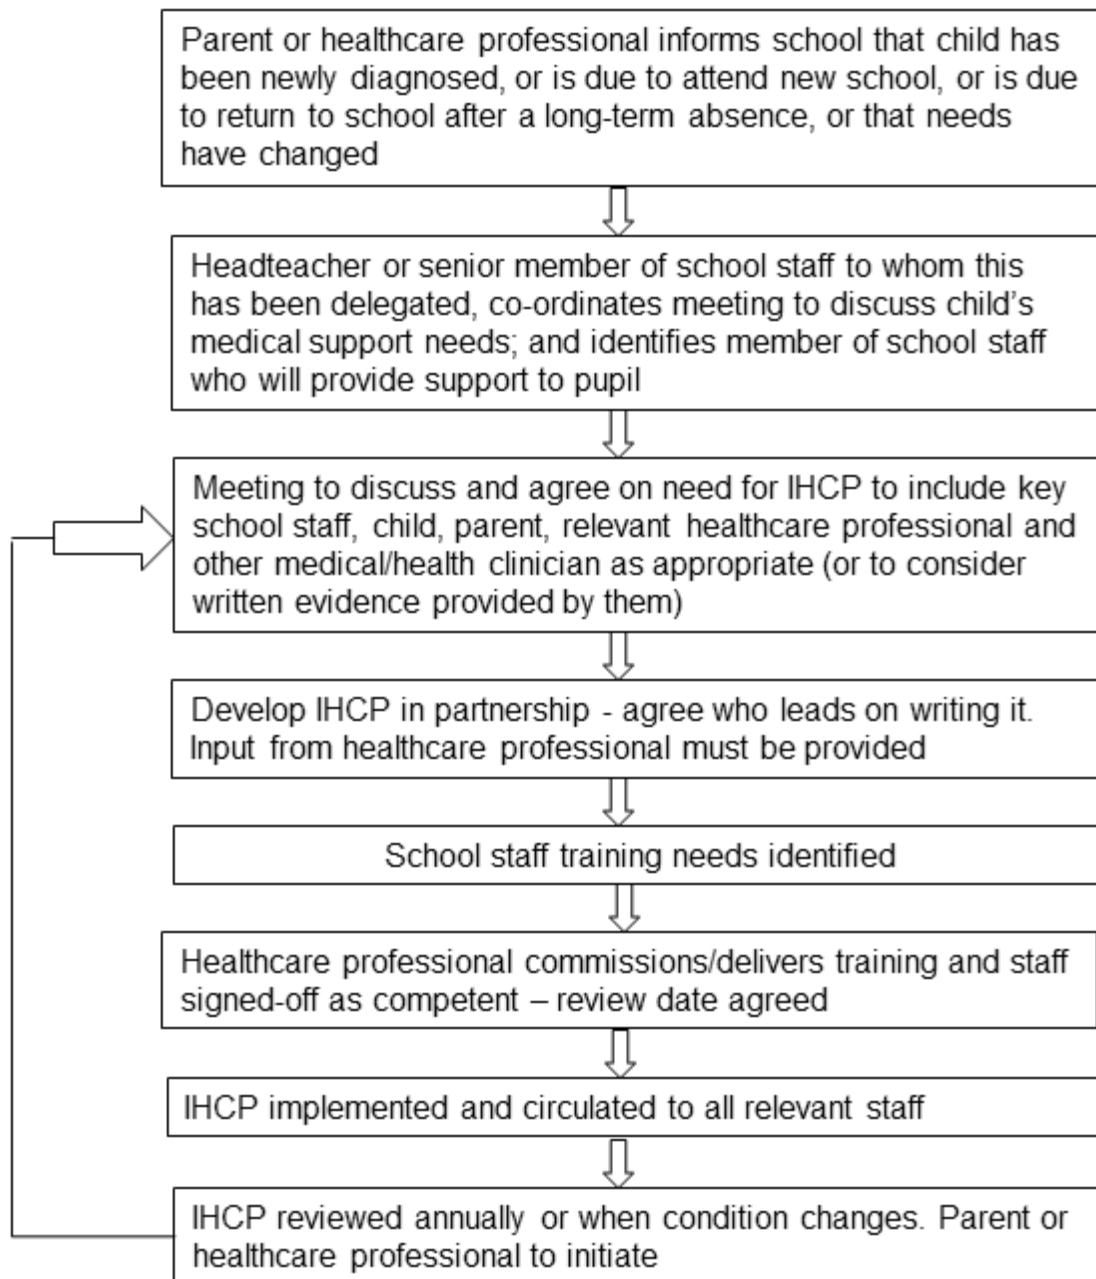 Parent or healthcare professional informs school that child has
been newly diagnosed, or is due to attend new school, or is due
to return to school after a long-term absence, or that needs
have changed
Headteacher or senior member of school staff to whom this
has been delegated, co-ordinates meeting to discuss child's
medical support needs; and identifies member of school staff
who will provide support to pupil
Meeting to discuss and agree on need for IHCP to include key
school staff, child, parent, relevant healthcare professional and
other medical/health clinician as appropriate (or to consider
written evidence provided by them)
Develop IHCP in partnership - agree who leads on writing it.
Input from healthcare professional must be provided
School staff training needs identified
Healthcare professional commissions/delivers training and staff
signed-off as competent – review date agreed
IHCP implemented and circulated to all relevant staff
IHCP reviewed annually or when condition changes. Parent or
healthcare professional to initiate